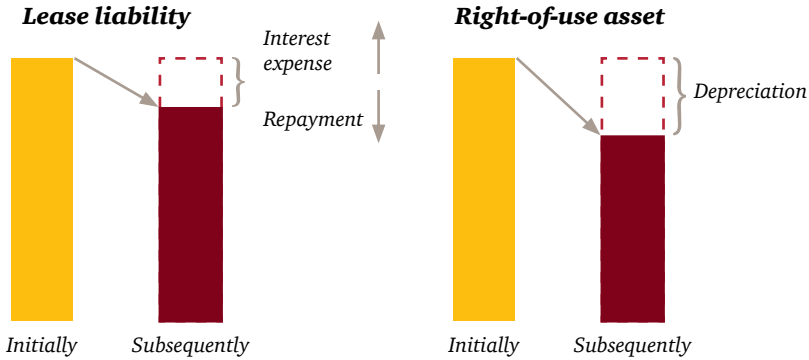 Lease liability
Interest
expense
Repayment
Initially
Subsequently
Right-of-use asset
Depreciation
Initially
Subsequently